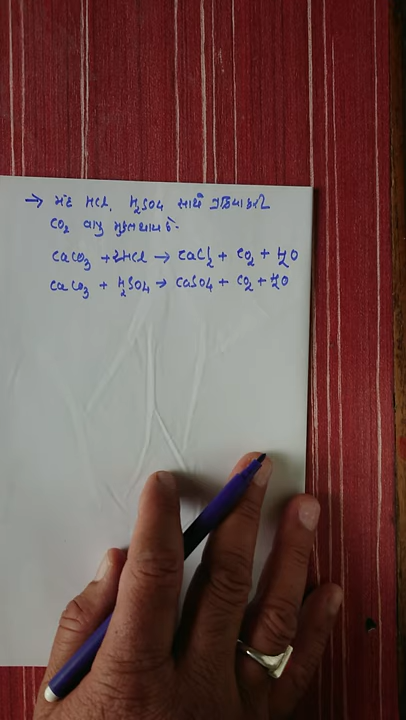 → મંદ HCl, H₂SO₄ સાથે પ્રક્રિયા કરી
CO₂ વાયુ મુક્ત થાય છે.
CaCO₃ + 2HCl → CaCl₂ + CO₂ + H₂O
CaCO₃ + H₂SO₄ → CaSO₄ + CO₂ + H₂O